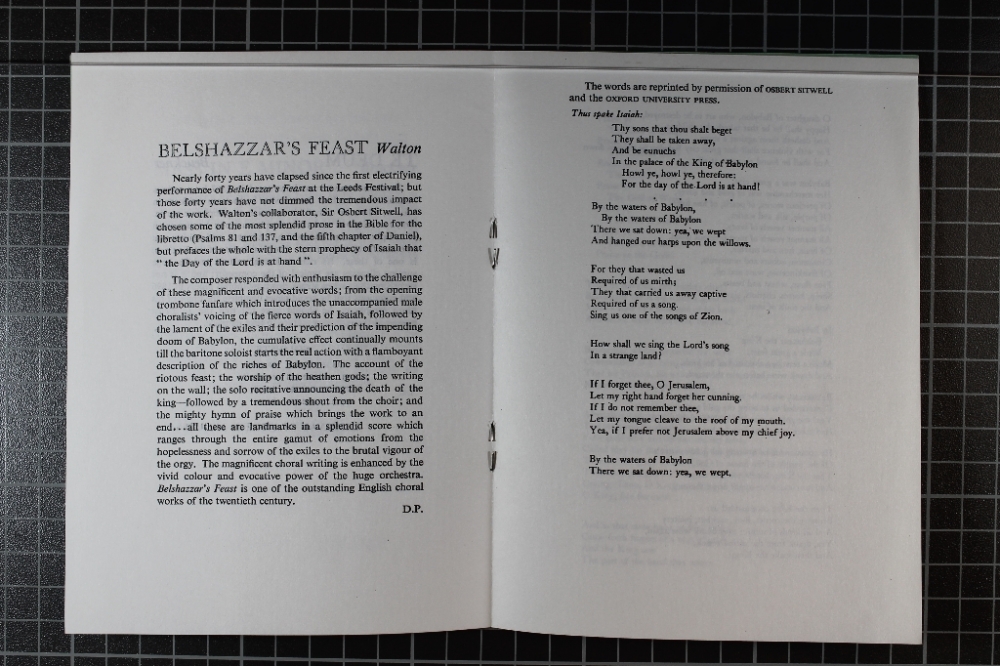 BELSHAZZAR'S FEAST Walton
Nearly forty years have elapsed since the first electrifying
performance of Belshazzar's Feast at the Leeds Festival; but
those forty years have not dimmed the tremendous impact
of the work. Walton's collaborator, Sir Osbert Sitwell, has
chosen some of the most splendid prose in the Bible for the
libretto (Psalms 81 and 137, and the fifth chapter of Daniel),
but prefaces the whole with the stern prophecy of Isaiah that
" the Day of the Lord is at hand ".
The composer responded with enthusiasm to the challenge
of these magnificent and evocative words; from the opening
trombone fanfare which introduces the unaccompanied male
choralists' voicing of the fierce words of Isaiah, followed by
the lament of the exiles and their prediction of the impending
doom of Babylon, the cumulative effect continually mounts
till the baritone soloist starts the real action with a flamboyant
description of the riches of Babylon. The account of the
riotous feast; the worship of the heathen gods; the writing
on the wall; the solo recitative announcing the death of the
king—followed by a tremendous shout from the choir; and
the mighty hymn of praise which brings the work to an
end...all these are landmarks in a splendid score which
ranges through the entire gamut of emotions from the
hopelessness and sorrow of the exiles to the brutal vigour of
the orgy. The magnificent choral writing is enhanced by the
vivid colour and evocative power of the huge orchestra.
Belshazzar's Feast is one of the outstanding English choral
works of the twentieth century.
D.P.
The words are reprinted by permission of OSBERT SITWELL
and the OXFORD UNIVERSITY PRESS.
Thus spake Isaiah:
Thy sons that thou shalt beget
They shall be taken away,
And be eunuchs
In the palace of the King of Babylon
Howl ye, howl ye, therefore:
For the day of the Lord is at hand!
. . . .
By the waters of Babylon,
By the waters of Babylon
There we sat down: yea, we wept
And hanged our harps upon the willows.
For they that wasted us
Required of us mirth;
They that carried us away captive
Required of us a song.
Sing us one of the songs of Zion.
How shall we sing the Lord's song
In a strange land?
If I forget thee, O Jerusalem,
Let my right hand forget her cunning.
If I do not remember thee,
Let my tongue cleave to the roof of my mouth.
Yea, if I prefer not Jerusalem above my chief joy.
By the waters of Babylon
There we sat down: yea, we wept.